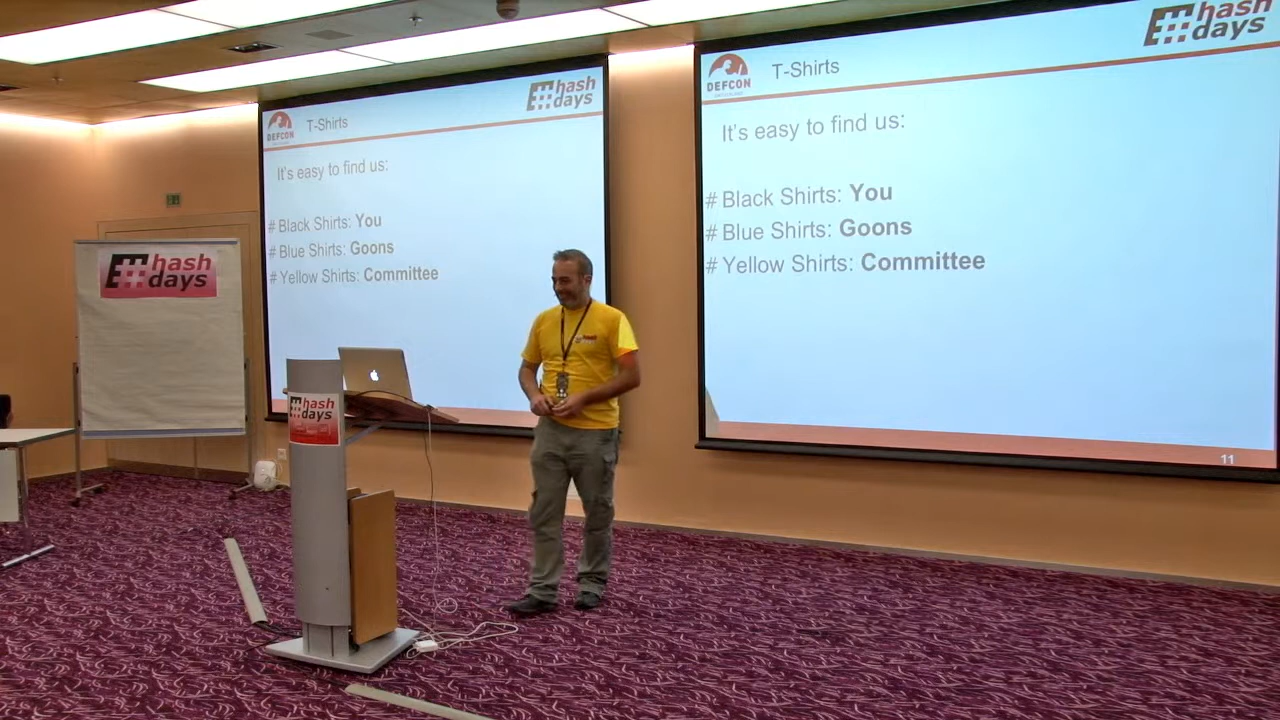 hash
days
DEFCON
T-Shirts
It's easy to find us:
# Black Shirts: You
# Blue Shirts: Goons
# Yellow Shirts: Committee
hash
days
DEFCON
SWITZERLAND
T-Shirts
It's easy to find us:
# Black Shirts: You
# Blue Shirts: Goons
# Yellow Shirts: Committee
11
hash
days
hash
days